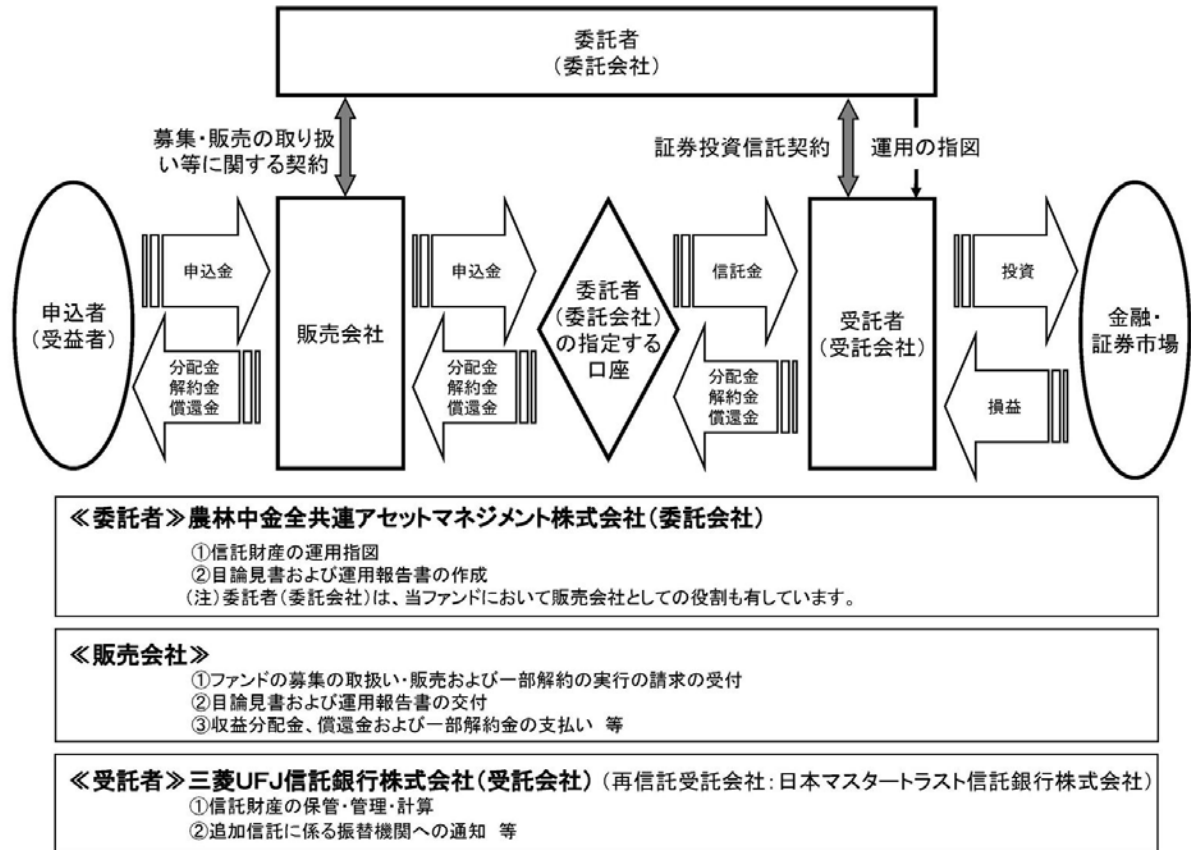 委託者
(委託会社)
募集・販売の取り扱
い等に関する契約
証券投資信託契約
運用の指図
申込者
(受益者)
申込金
分配金
解約金
償還金
販売会社
申込金
分配金
解約金
償還金
委託者
(委託会社)
の指定する
口座
信託金
分配金
解約金
償還金
受託者
(受託会社)
投資
損益
金融・
証券市場
≪委託者≫農林中金全共連アセットマネジメント株式会社(委託会社)
①信託財産の運用指図
②目論見書および運用報告書の作成
(注)委託者(委託会社)は、当ファンドにおいて販売会社としての役割も有しています。
≪販売会社≫
①ファンドの募集の取扱い・販売および一部解約の実行の請求の受付
②目論見書および運用報告書の交付
③収益分配金、償還金および一部解約金の支払い 等
≪受託者≫三菱UFJ信託銀行株式会社(受託会社) (再信託受託会社:日本マスタートラスト信託銀行株式会社)
①信託財産の保管・管理・計算
②追加信託に係る振替機関への通知 等